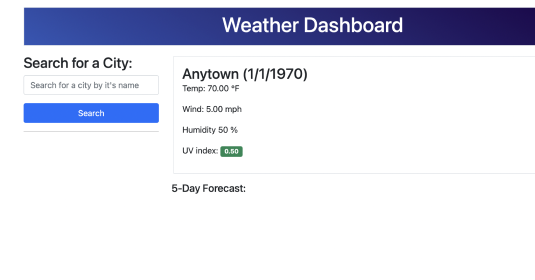 Weather Dashboard
Search for a City:
Search for a city by it's name
Search
Anytown (1/1/1970)
Temp: 70.00 °F
Wind: 5.00 mph
Humidity 50 %
UV index: 0.50
5-Day Forecast: